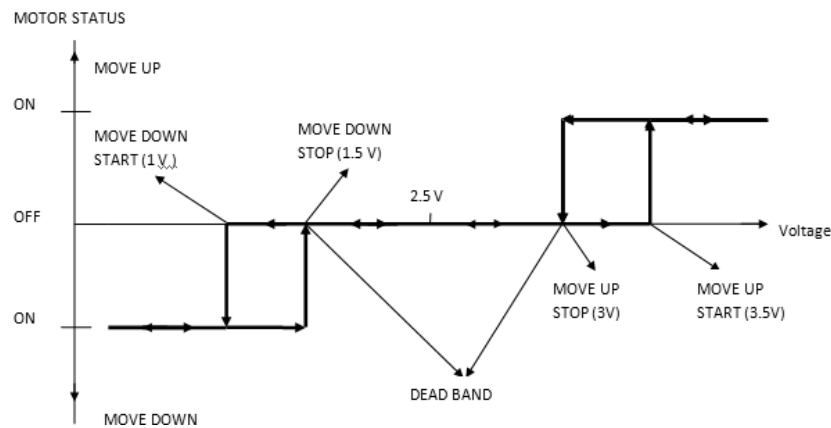 MOTOR STATUS
MOVE UP
ON
MOVE DOWN
START (1 V )
MOVE DOWN
STOP (1.5 V)
2.5 V
OFF
Voltage
MOVE UP
STOP (3V)
MOVE UP
START (3.5V)
ON
DEAD BAND
MOVE DOWN